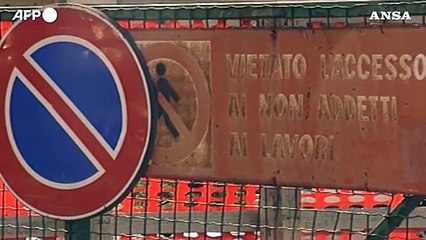 AFP
ANSA
VIETATO L'ACCESSO
AI NON ADDETTI
AI LAVORI